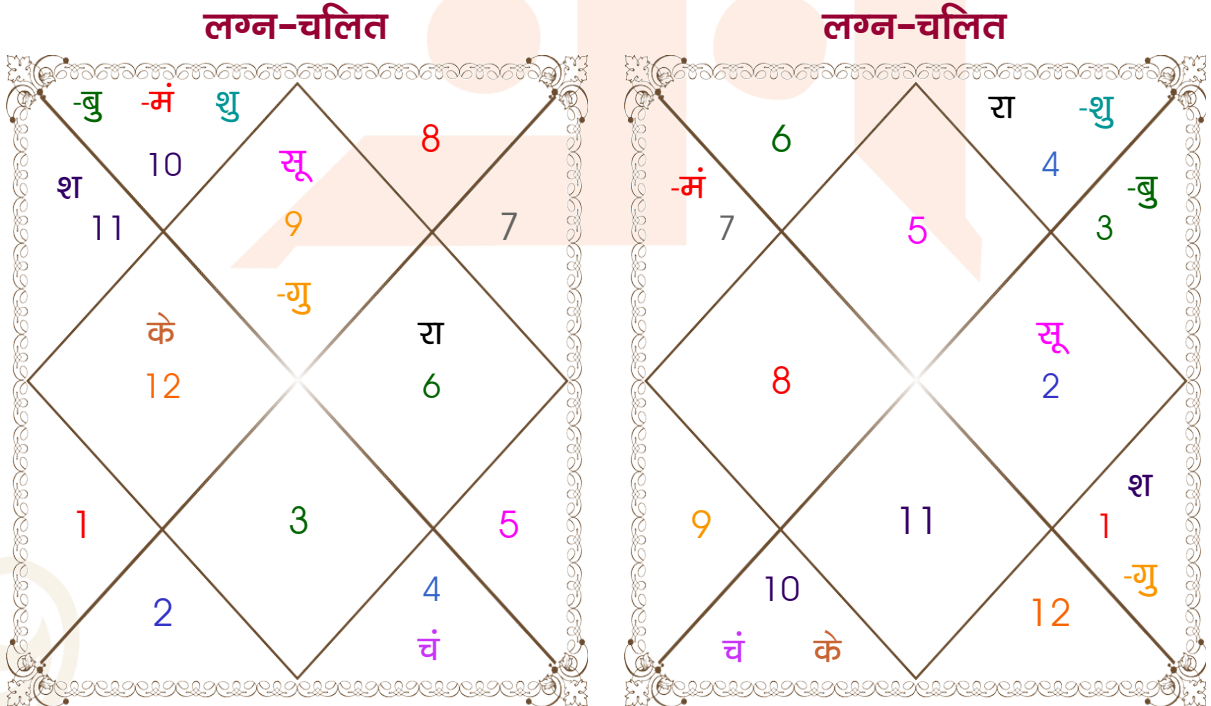 लग्न-चलित
-बु -मं शु
8
10
सू
श
11
9
7
-गु
के
रा
12
6
1
3
5
4
2
चं
लग्न-चलित
रा -शु
6
4
-मं
-बु
7
5
3
सू
8
2
श
9
11
1
-गु
10
12
चं के